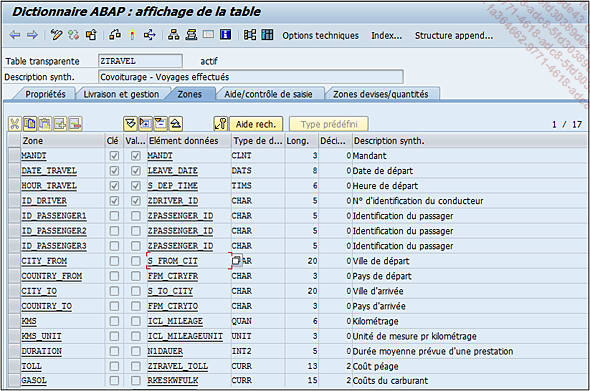 Dictionnaire ABAP : affichage de la table
Options techniques Index... Structure append...
Table transparente ZTRAVEL actif
Description synth. Covoiturage - Voyages effectués
Propriétés Livraison et gestion Zones Aide/contrôle de saisie Zones devises/quantités
Aide rech. Type prédéfini 1 / 17
Zone Clé Val... Elément données Type de d... Long. Déci... Description synth.
MANDT MANDT CLNT 3 0 Mandant
DATE_TRAVEL LEAVE_DATE DATS 8 0 Date de départ
HOUR_TRAVEL S_DEP_TIME TIMS 6 0 Heure de départ
ID_DRIVER ZDRIVER_ID CHAR 5 0 N° d'identification du conducteur
ID_PASSENGER1 ZPASSENGER_ID CHAR 5 0 Identification du passager
ID_PASSENGER2 ZPASSENGER_ID CHAR 5 0 Identification du passager
ID_PASSENGER3 ZPASSENGER_ID CHAR 5 0 Identification du passager
CITY_FROM S_FROM_CIT AR 20 0 Ville de départ
COUNTRY_FROM FPM_CTRYFR CHAR 3 0 Pays de départ
CITY_TO S_TO_CITY CHAR 20 0 Ville d'arrivée
COUNTRY_TO FPM_CTRYTO CHAR 3 0 Pays d'arrivée
KMS ICL_MILEAGE QUAN 6 0 Kilométrage
KMS_UNIT ICL_MILEAGEUNIT UNIT 3 0 Unité de mesure pr kilométrage
DURATION N1DAUER INT2 5 0 Durée moyenne prévue d'une prestation
TOLL ZTRAVEL_TOLL CURR 13 2 Coût péage
GASOL RKESKWFULK CURR 15 2 Coûts du carburant